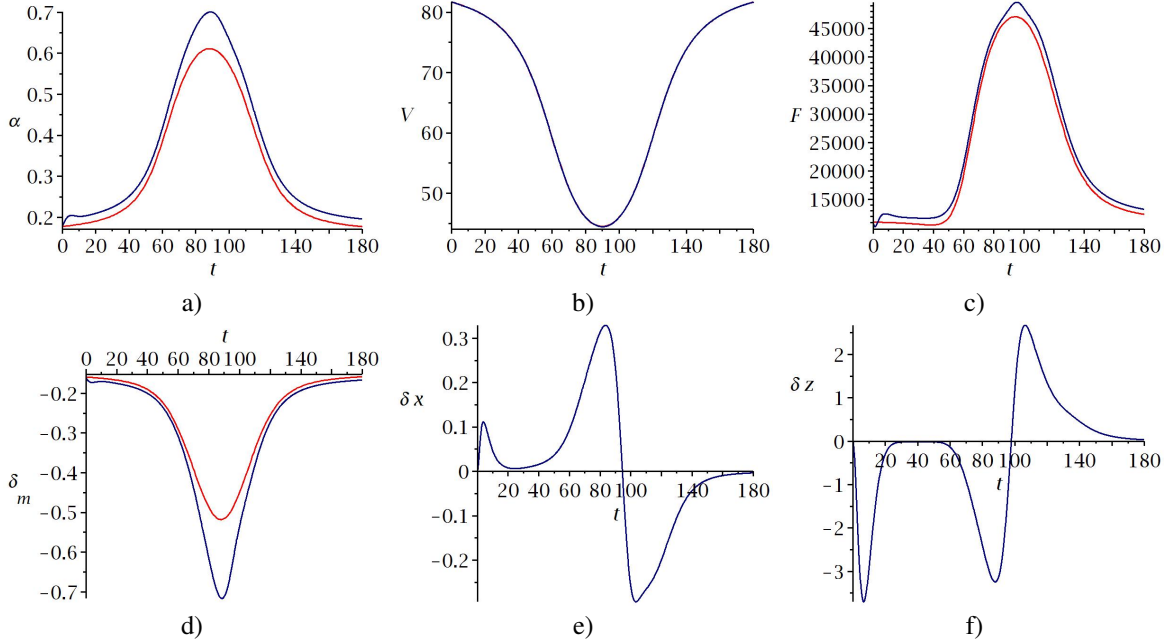 0.7
0.6
0.5
α
0.4
0.3
0.2
0 20 40 60 80 100 140 180
t
a)
80
70
V
60
50
0 20 40 60 80 100 140 180
t
b)
45000
40000
35000
F
30000
25000
20000
15000
0 20 40 60 80 100 140 180
t
c)
t
0 20 40 60 80 100 140 180
−0.2
−0.3
−0.4
δ m
−0.5
−0.6
−0.7
d)
0.3
0.2
δ x
0.1
0
20 40 60 80 100 140 180
t
−0.1
−0.2
e)
2
δ z
1
0
20 40 60 80 100 140 180
t
−1
−2
−3
f)